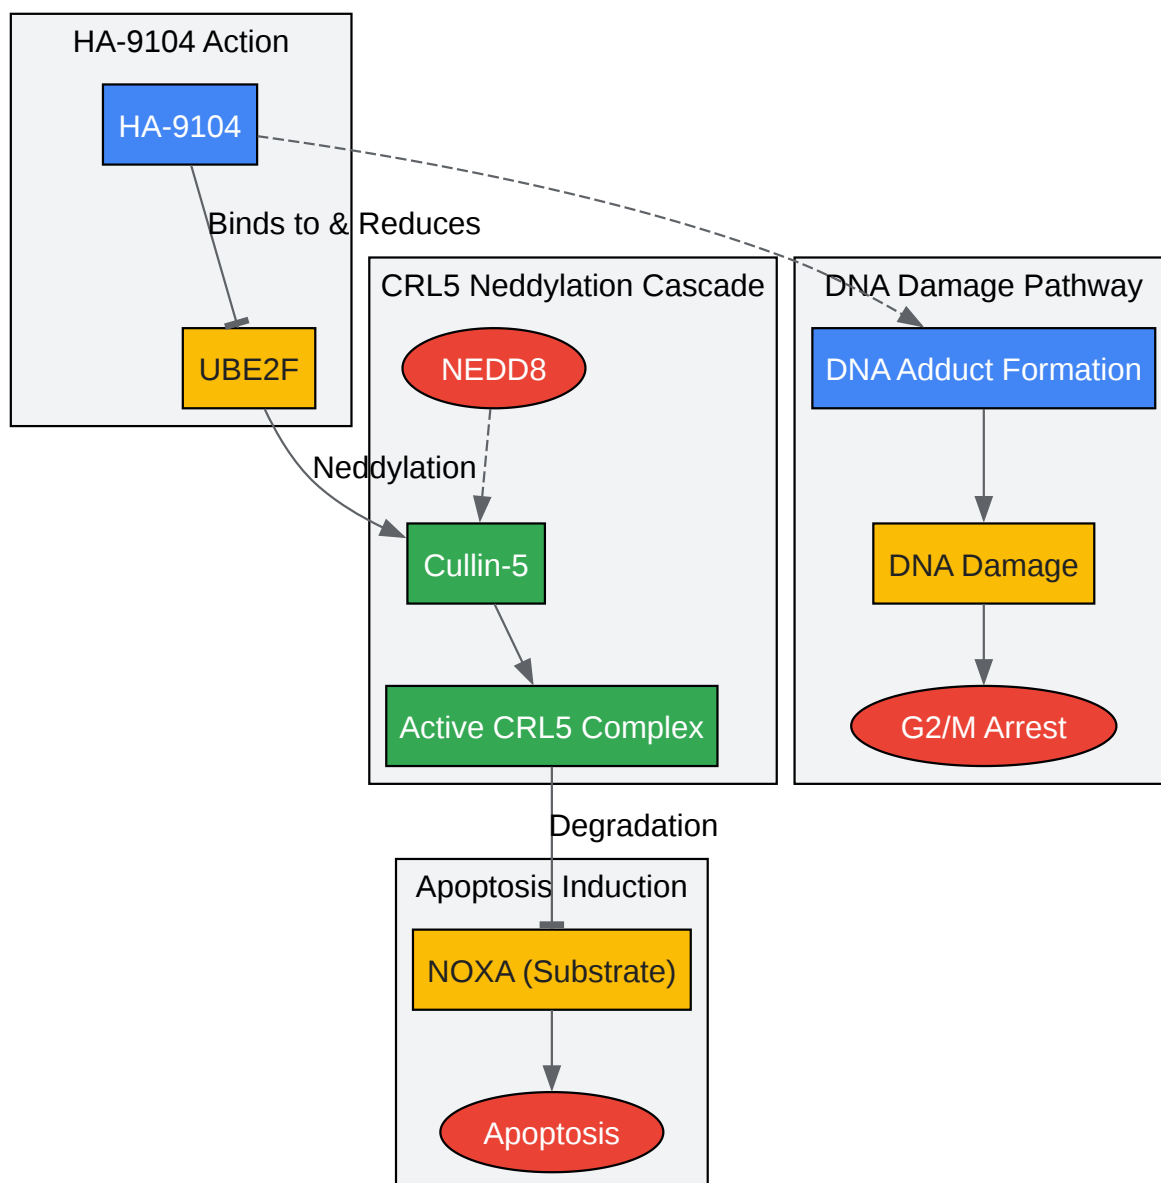 HA-9104 Action
HA-9104
Binds to & Reduces
UBE2F
CRL5 Neddylation Cascade
NEDD8
Neddylation
Cullin-5
Active CRL5 Complex
DNA Damage Pathway
DNA Adduct Formation
DNA Damage
G2/M Arrest
Degradation
Apoptosis Induction
NOXA (Substrate)
Apoptosis